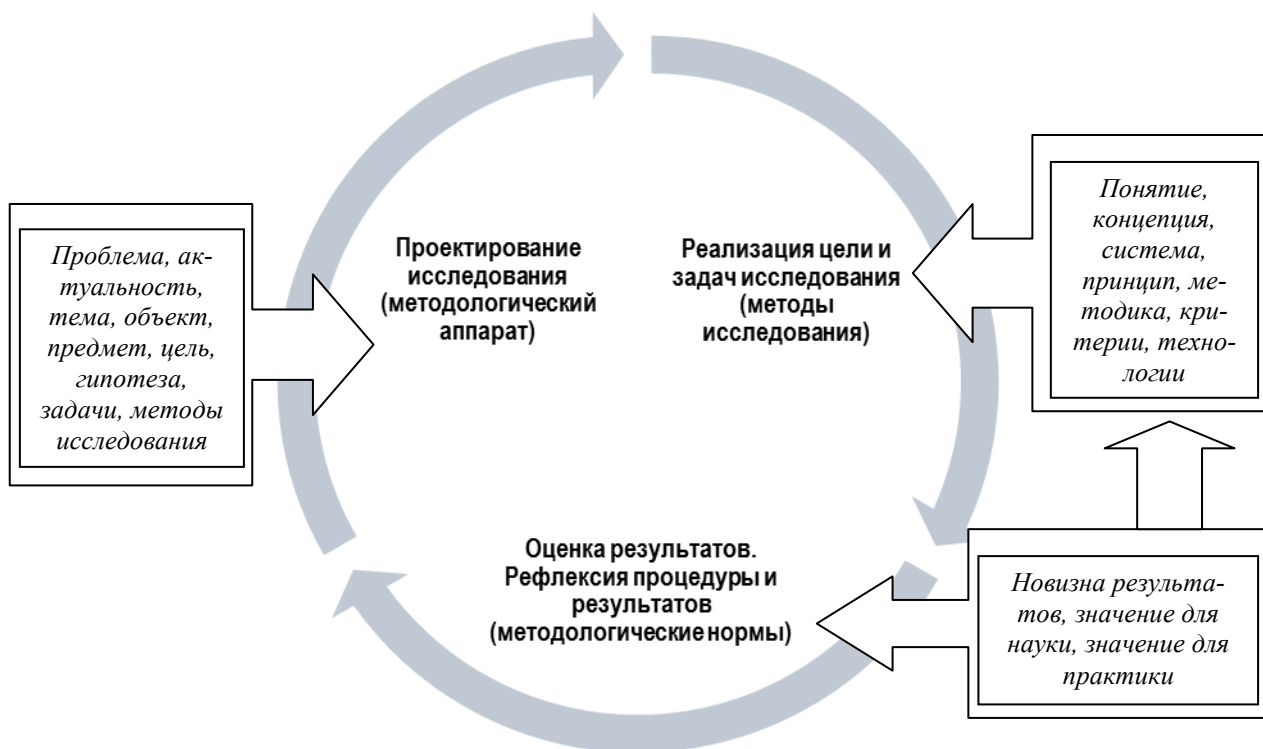 Проблема, ак-
туальность,
тема, объект,
предмет, цель,
гипотеза,
задачи, методы
исследования
Проектирование
исследования
(методологический
аппарат)
Реализация цели и
задач исследования
(методы
исследования)
Понятие,
концепция,
система,
принцип, ме-
тодика, кри-
терии, техно-
логии
Оценка результатов.
Рефлексия процедуры и
результатов
(методологические нормы)
Новизна результа-
тов, значение для
науки, значение для
практики